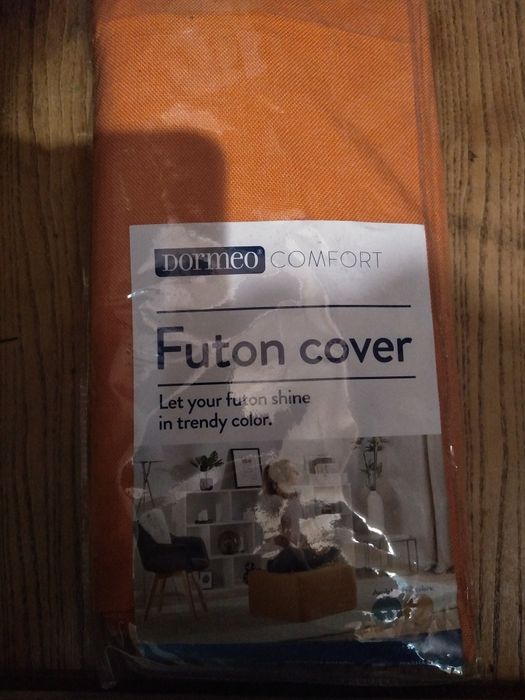 DORMEO® COMFORT
Futon cover
Let your futon shine
in trendy color.